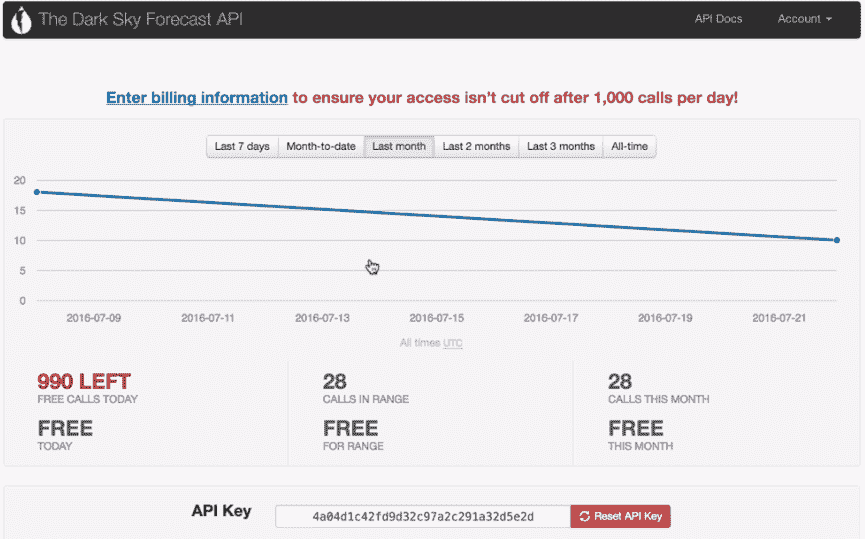 The Dark Sky Forecast API API Docs Account
Enter billing information to ensure your access isn't cut off after 1,000 calls per day!
Last 7 days Month-to-date Last month Last 2 months Last 3 months All-time
20
15
10
5
0
2016-07-09 2016-07-11 2016-07-13 2016-07-15 2016-07-17 2016-07-19 2016-07-21
All times UTC
990 LEFT 28 28
FREE CALLS TODAY CALLS IN RANGE CALLS THIS MONTH
FREE FREE FREE
TODAY FOR RANGE THIS MONTH
API Key 4a04d1c42fd9d32c97a2c291a32d5e2d Reset API Key